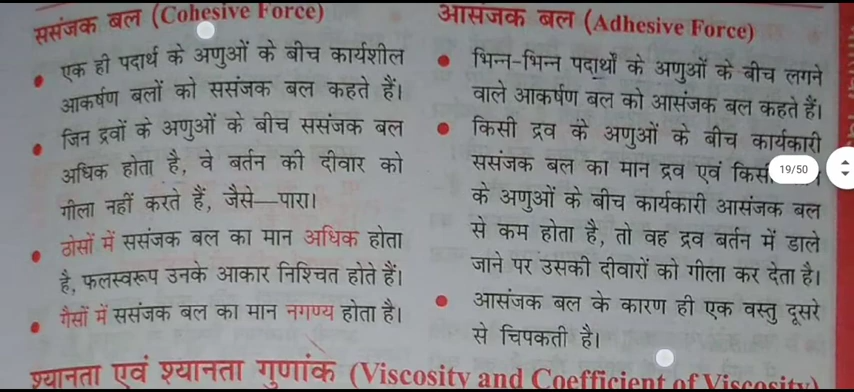 ससंजक बल (Cohesive Force)
एक ही पदार्थ के अणुओं के बीच कार्यशील
आकर्षण बलों को ससंजक बल कहते हैं।
जिन द्रवों के अणुओं के बीच ससंजक बल
अधिक होता है, वे बर्तन की दीवार को
गीला नहीं करते हैं, जैसे—पारा।
ठोसों में ससंजक बल का मान अधिक होता
है, फलस्वरूप उनके आकार निश्चित होते हैं।
गैसों में ससंजक बल का मान नगण्य होता है।
आसंजक बल (Adhesive Force)
भिन्न-भिन्न पदार्थों के अणुओं के बीच लगने
वाले आकर्षण बल को आसंजक बल कहते हैं।
किसी द्रव के अणुओं के बीच कार्यकारी
ससंजक बल का मान द्रव एवं
19/50
के अणुओं के बीच कार्यकारी आसंजक बल
से कम होता है, तो वह द्रव बर्तन में डाले
जाने पर उसकी दीवारों को गीला कर देता है।
आसंजक बल के कारण ही एक वस्तु दूसरे
से चिपकती है।
श्यानता एवं श्यानता गुणांक (Viscosity and Coefficient of Viscosity)